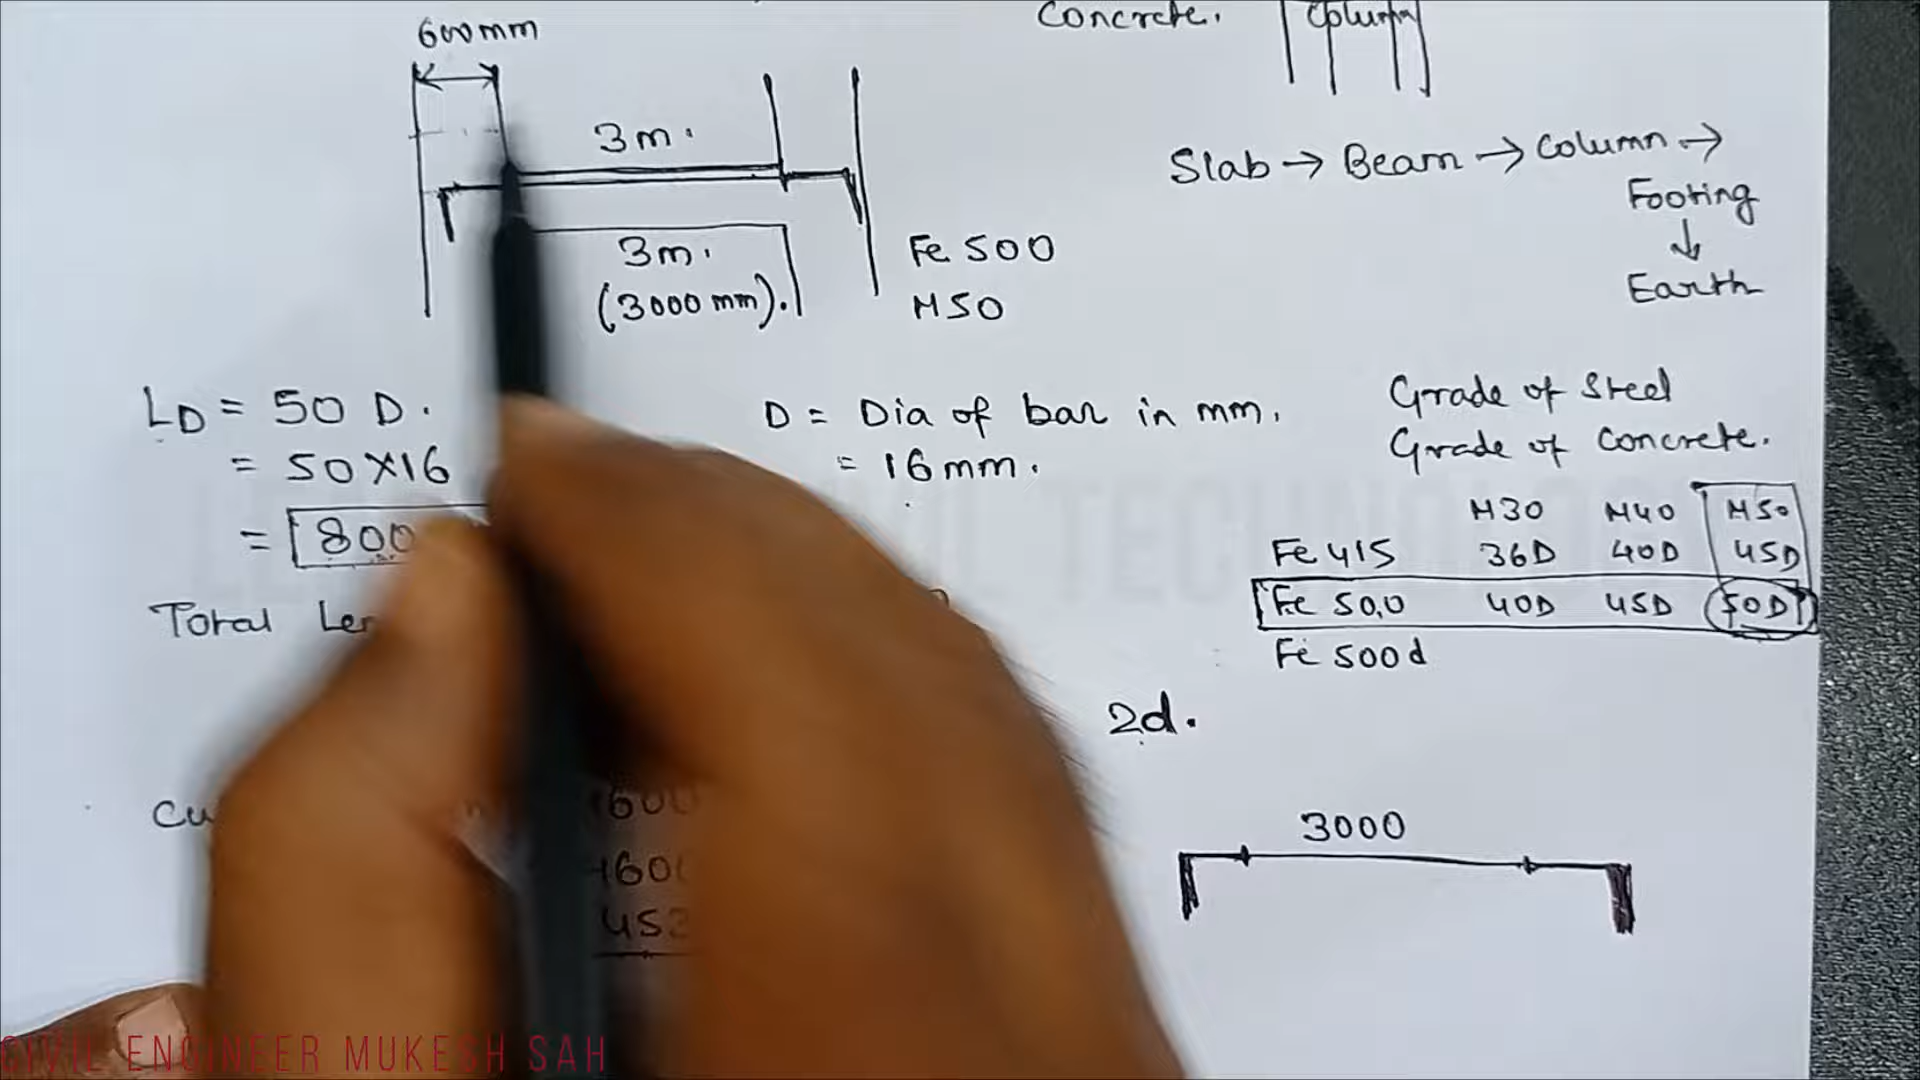 600mm
Concrete.
Column
3m.
Slab → Beam → Column →
Footing
↓
Earth
3m.
(3000 mm).
Fe 500
M50
LD = 50 D.
= 50×16
= 800
D = Dia of bar in mm.
= 16mm.
Grade of Steel
Grade of Concrete.
M30 M40 M50
Fe 415 36D 40D 45D
Fe 500 40D 45D 50D
Fe 500d
Total
2d.
3000
CIVIL ENGINEER MUKESH SAH